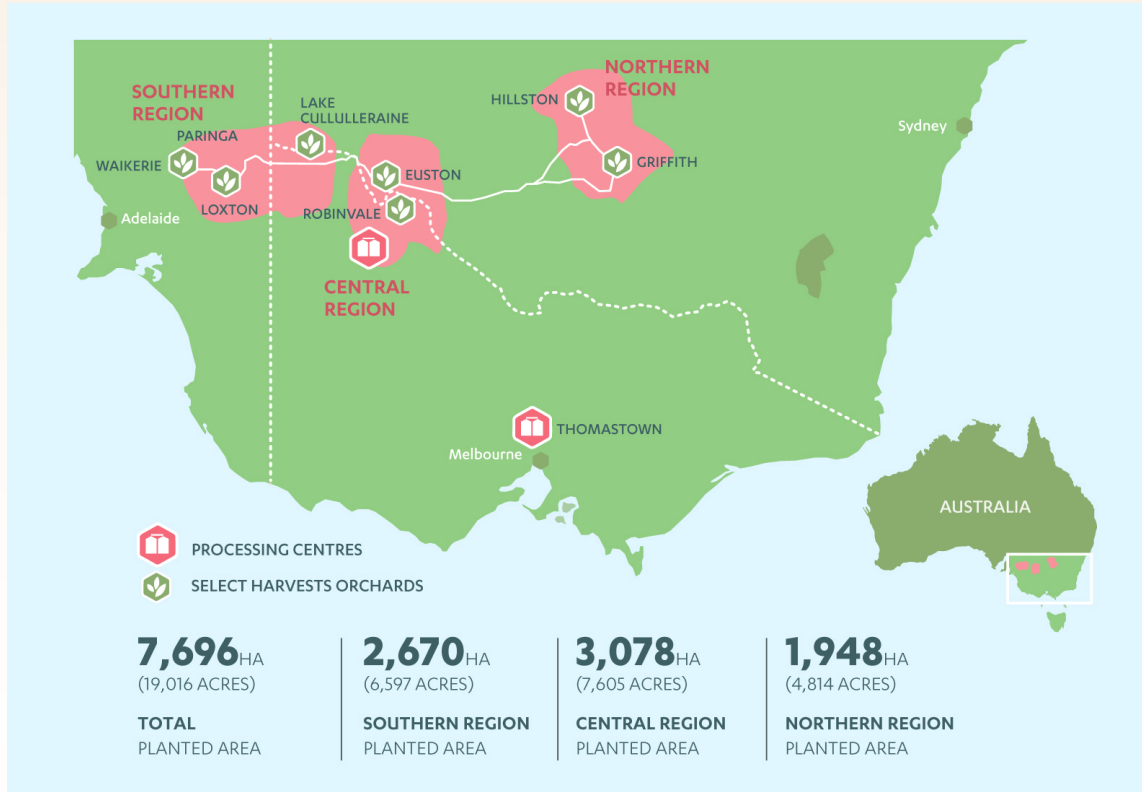 SOUTHERN
REGION
PARINGA
WAIKERIE
LOXTON
LAKE
CULLULLERAINE
EUSTON
ROBINVALE
CENTRAL
REGION
NORTHERN
REGION
HILLSTON
GRIFFITH
Sydney
Adelaide
THOMASTOWN
Melbourne
AUSTRALIA
PROCESSING CENTRES
SELECT HARVESTS ORCHARDS
7,696HA
(19,016 ACRES)
TOTAL
PLANTED AREA
2,670HA
(6,597 ACRES)
SOUTHERN REGION
PLANTED AREA
3,078HA
(7,605 ACRES)
CENTRAL REGION
PLANTED AREA
1,948HA
(4,814 ACRES)
NORTHERN REGION
PLANTED AREA